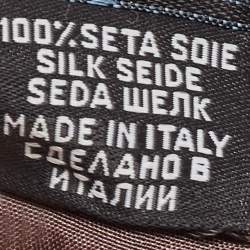 100%SETA SOIE
SILK SEIDE
SEDA ШЕЛК
MADE IN ITALY
СДЕЛАНО В
ИТАЛИИ